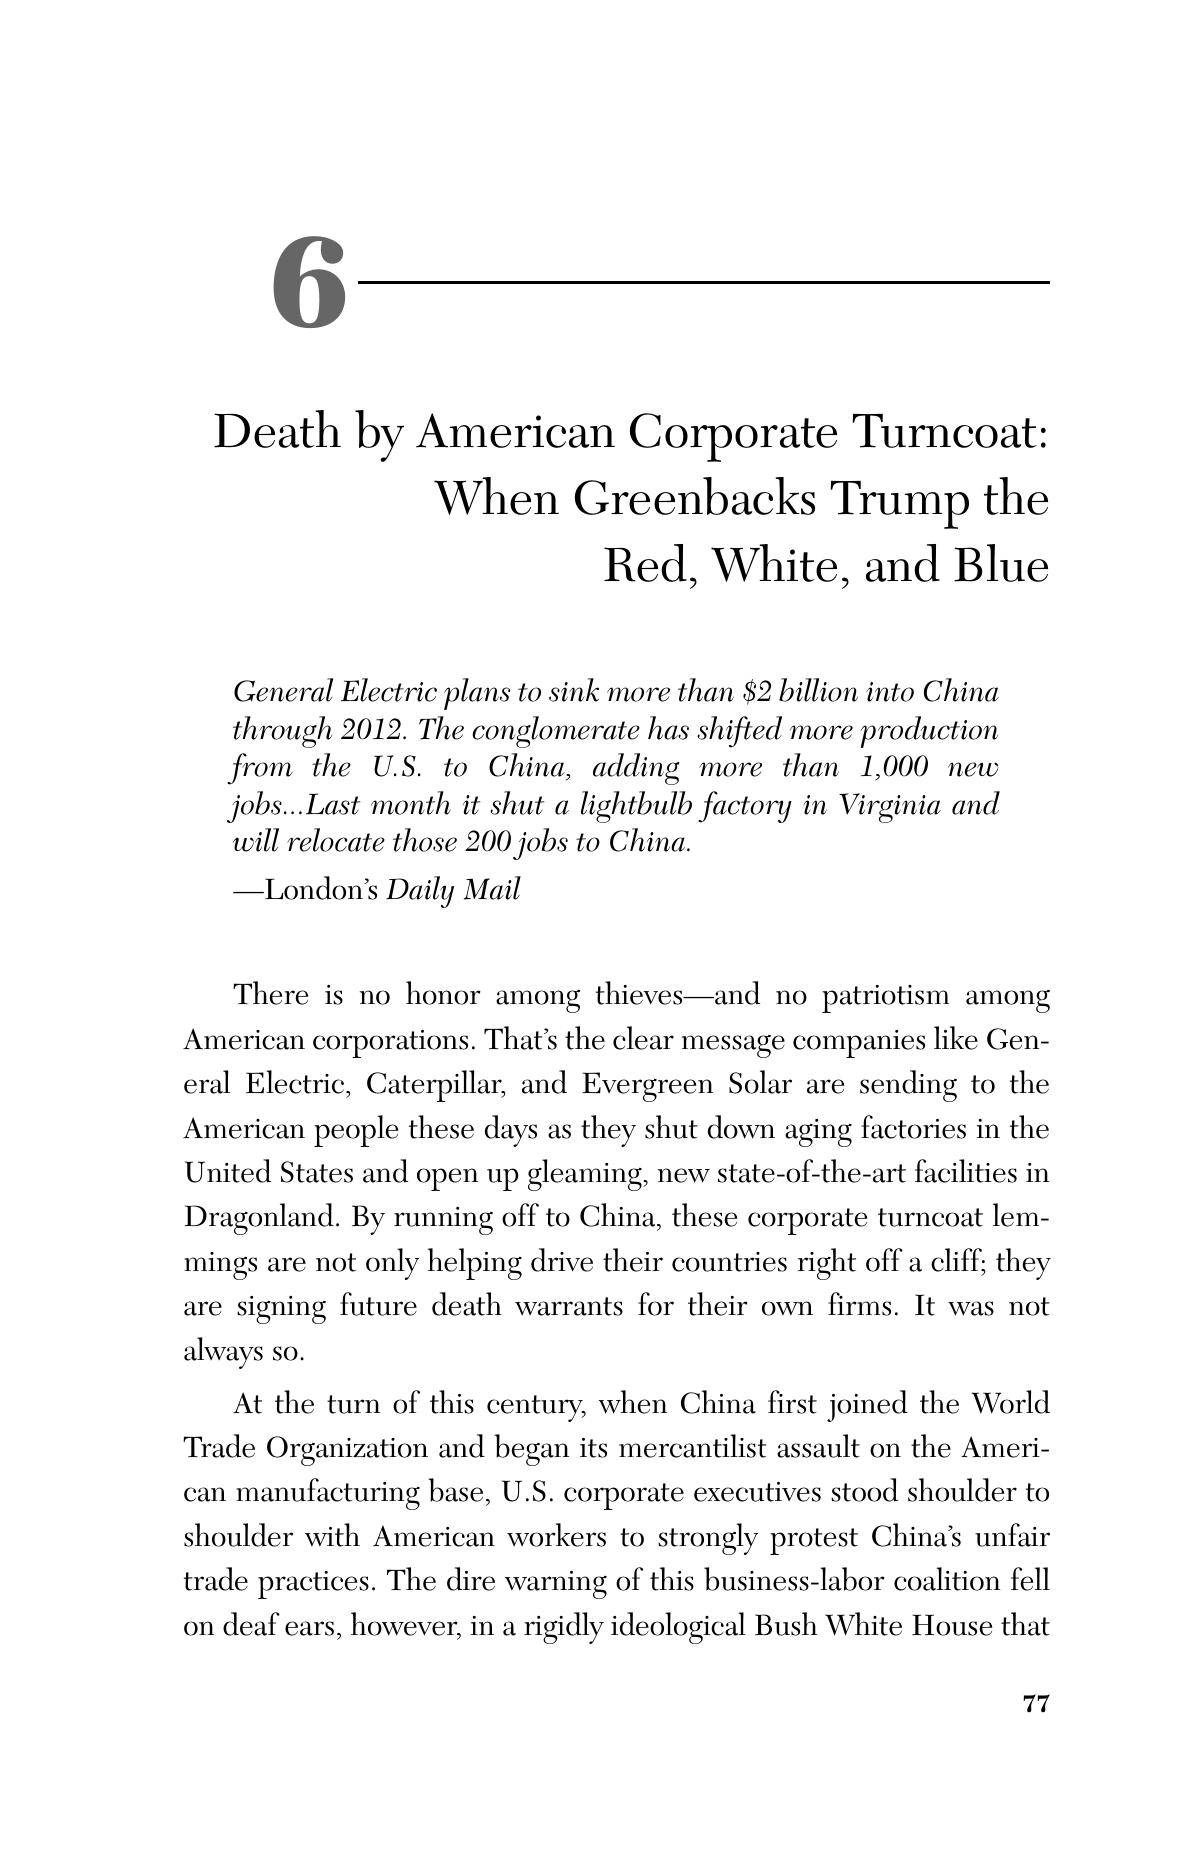 6
Death by American Corporate Turncoat:
When Greenbacks Trump the
Red, White, and Blue
General Electric plans to sink more than $2 billion into China
through 2012. The conglomerate has shifted more production
from the U.S. to China, adding more than 1,000 new
jobs...Last month it shut a lightbulb factory in Virginia and
will relocate those 200 jobs to China.
—London’s Daily Mail
There is no honor among thieves—and no patriotism among
American corporations. That’s the clear message companies like Gen-
eral Electric, Caterpillar, and Evergreen Solar are sending to the
American people these days as they shut down aging factories in the
United States and open up gleaming, new state-of-the-art facilities in
Dragonland. By running off to China, these corporate turncoat lem-
mings are not only helping drive their countries right off a cliff; they
are signing future death warrants for their own firms. It was not
always so.
At the turn of this century, when China first joined the World
Trade Organization and began its mercantilist assault on the Ameri-
can manufacturing base, U.S. corporate executives stood shoulder to
shoulder with American workers to strongly protest China’s unfair
trade practices. The dire warning of this business-labor coalition fell
on deaf ears, however, in a rigidly ideological Bush White House that
77